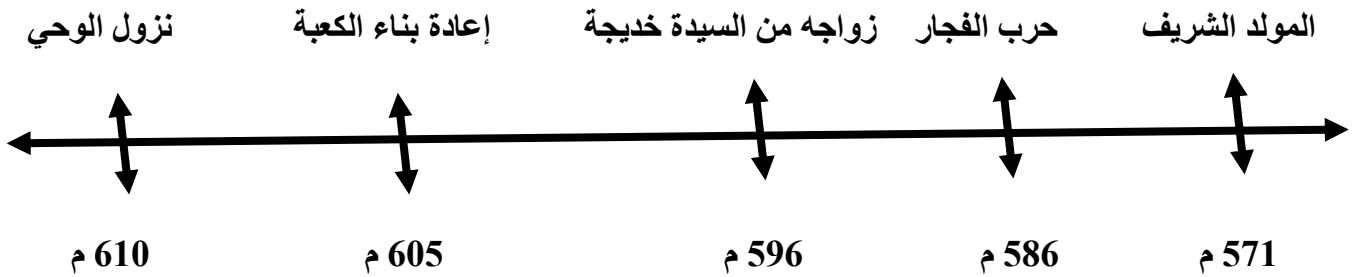 المولد الشريف حرب الفجار زواجه من السيدة خديجة إعادة بناء الكعبة نزول الوحي
571 م 586 م 596 م 605 م 610 م